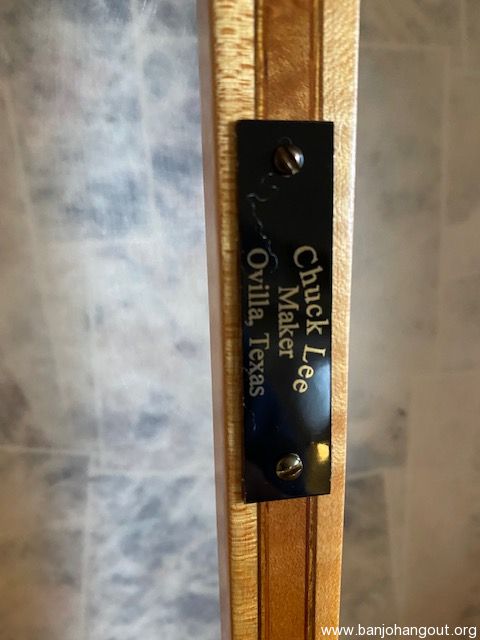 Chuck Lee
Maker
Ovilla, Texas
www.banjohangout.org